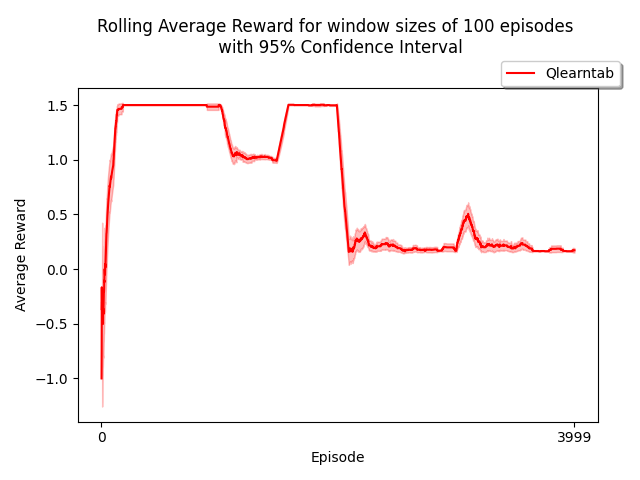 Rolling Average Reward for window sizes of 100 episodes
with 95% Confidence Interval
Qlearntab
1.5
1.0
0.5
0.0
−0.5
−1.0
Average Reward
0
3999
Episode